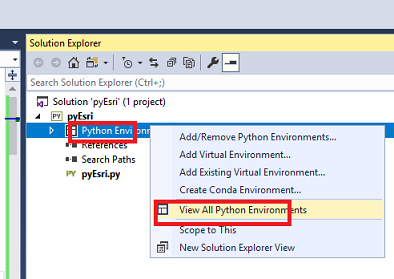 Solution Explorer
Search Solution Explorer (Ctrl+;)
Solution 'pyEsri' (1 project)
pyEsri
PY
Python Environ
References
Search Paths
PY pyEsri.py
Add/Remove Python Environments...
Add Virtual Environment...
Add Existing Virtual Environment...
Create Conda Environment...
View All Python Environments
Scope to This
New Solution Explorer View